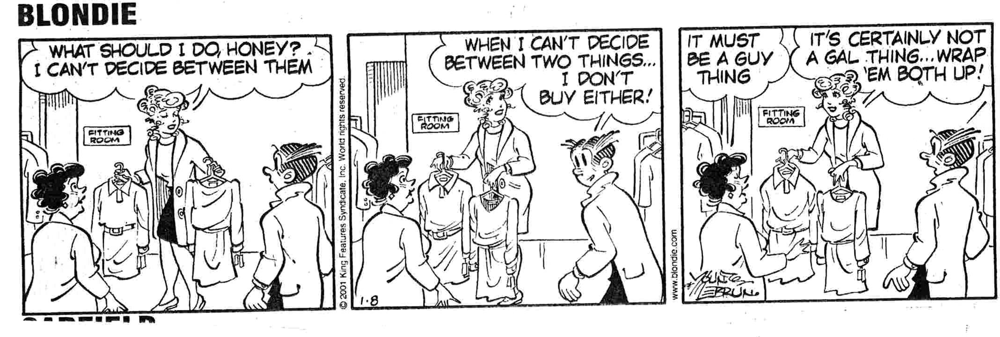 BLONDIE
WHAT SHOULD I DO, HONEY?
I CAN'T DECIDE BETWEEN THEM
FITTING
ROOM
© 2001 King Features Syndicate, Inc. World rights reserved.
WHEN I CAN'T DECIDE
BETWEEN TWO THINGS...
I DON'T
BUY EITHER!
FITTING
ROOM
1.8
www.blondie.com
IT MUST
BE A GUY
THING
IT'S CERTAINLY NOT
A GAL THING...WRAP
'EM BOTH UP!
FITTING
ROOM
YOUNG
LEBRUN
GARFIELD